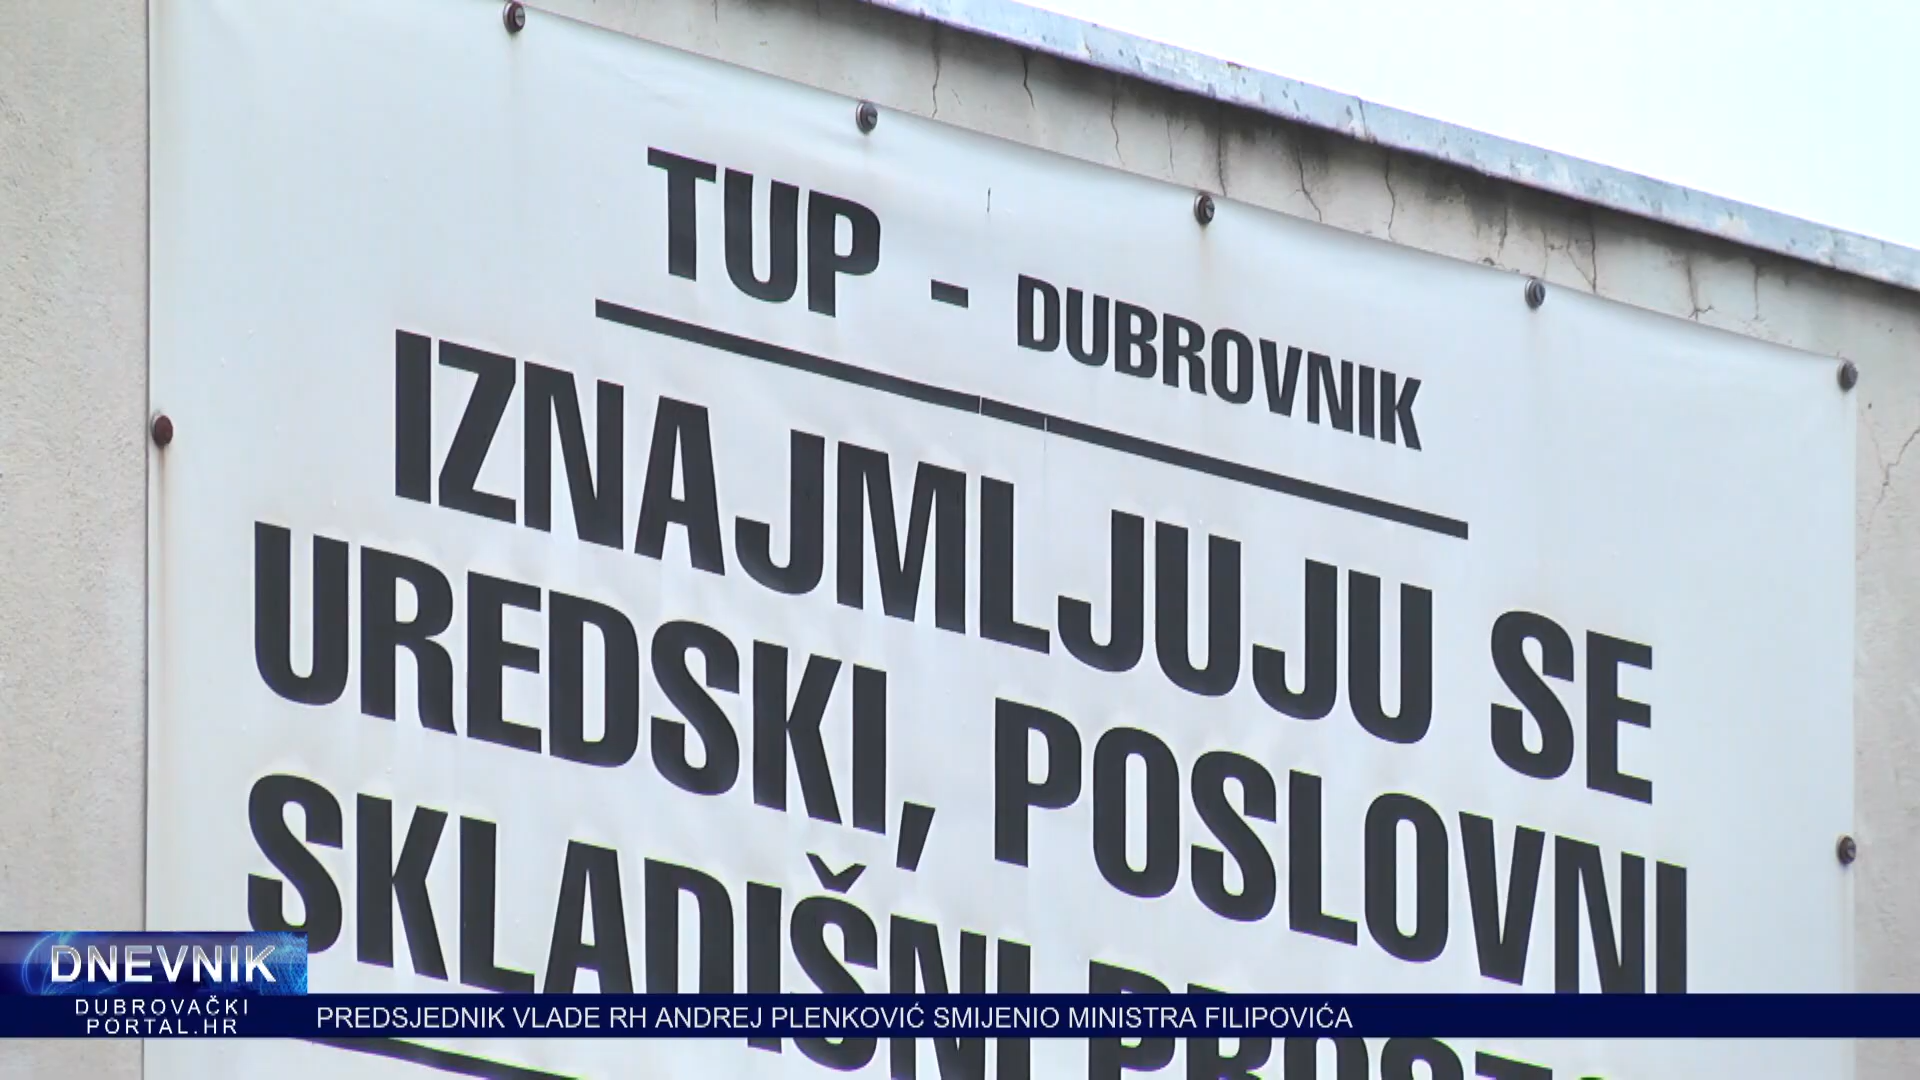 TUP - DUBROVNIK
IZNAJMLJUJU SE
UREDSKI, POSLOVNI
SKLADIŠNI
DNEVNIK
DUBROVAČKI
PORTAL.HR
PREDSJEDNIK VLADE RH ANDREJ PLENKOVIĆ SMIJENIO MINISTRA FILIPOVIĆA